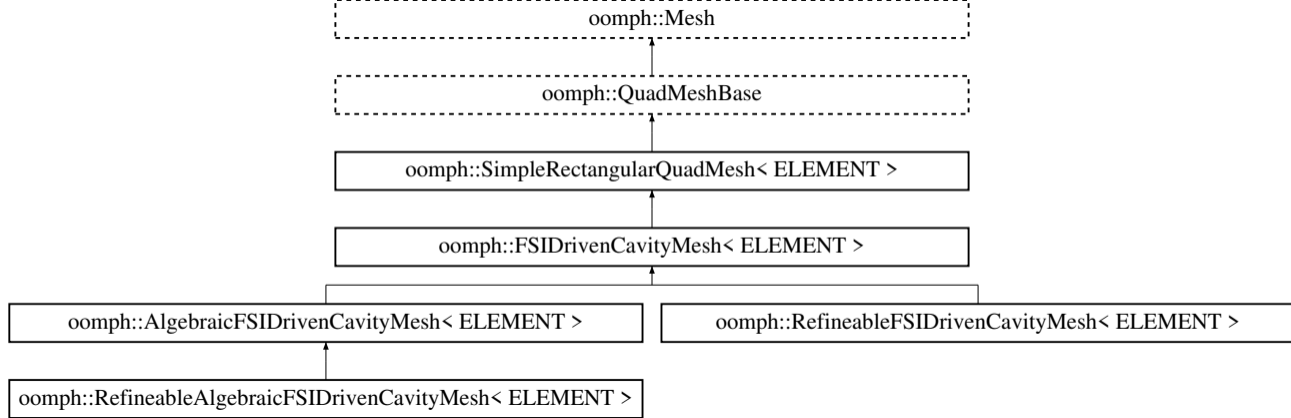 oomph::Mesh
oomph::QuadMeshBase
oomph::SimpleRectangularQuadMesh< ELEMENT >
oomph::FSIDrivenCavityMesh< ELEMENT >
oomph::AlgebraicFSIDrivenCavityMesh< ELEMENT >
oomph::RefineableFSIDrivenCavityMesh< ELEMENT >
oomph::RefineableAlgebraicFSIDrivenCavityMesh< ELEMENT >